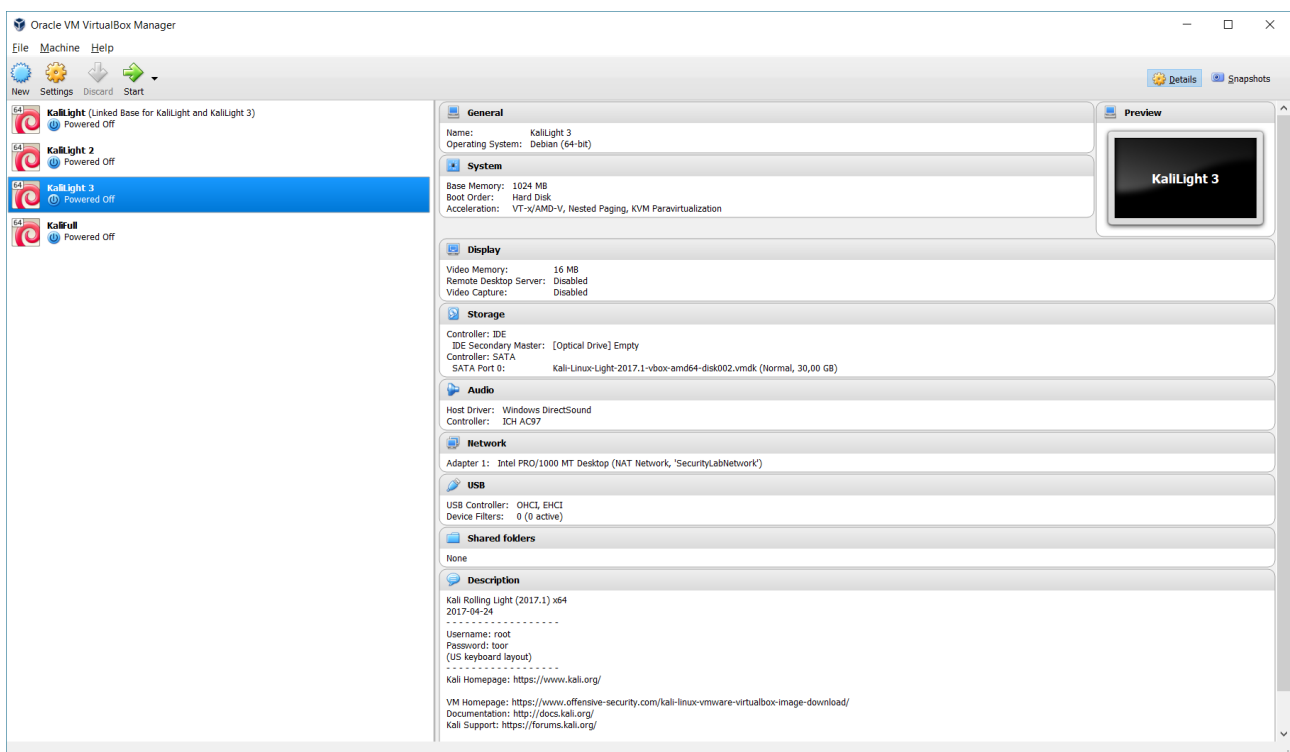 Oracle VM VirtualBox Manager
File Machine Help
New Settings Discard Start
Details Snapshots
64 KaliLight (Linked Base for KaliLight and KaliLight 3)
Powered Off
64 KaliLight 2
Powered Off
64 KaliLight 3
Powered Off
64 KaliFull
Powered Off
General
Name: KaliLight 3
Operating System: Debian (64-bit)
System
Base Memory: 1024 MB
Boot Order: Hard Disk
Acceleration: VT-x/AMD-V, Nested Paging, KVM Paravirtualization
Preview
KaliLight 3
Display
Video Memory: 16 MB
Remote Desktop Server: Disabled
Video Capture: Disabled
Storage
Controller: IDE
IDE Secondary Master: [Optical Drive] Empty
Controller: SATA
SATA Port 0: Kali-Linux-Light-2017.1-vbox-amd64-disk002.vmdk (Normal, 30,00 GB)
Audio
Host Driver: Windows DirectSound
Controller: ICH AC97
Network
Adapter 1: Intel PRO/1000 MT Desktop (NAT Network, 'SecurityLabNetwork')
USB
USB Controller: OHCI, EHCI
Device Filters: 0 (0 active)
Shared folders
None
Description
Kali Rolling Light (2017.1) x64
2017-04-24
- - - - - - - - - - - - - - - - - -
Username: root
Password: toor
(US keyboard layout)
- - - - - - - - - - - - - - - - - -
Kali Homepage: https://www.kali.org/
VM Homepage: https://www.offensive-security.com/kali-linux-vmware-virtualbox-image-download/
Documentation: http://docs.kali.org/
Kali Support: https://forums.kali.org/